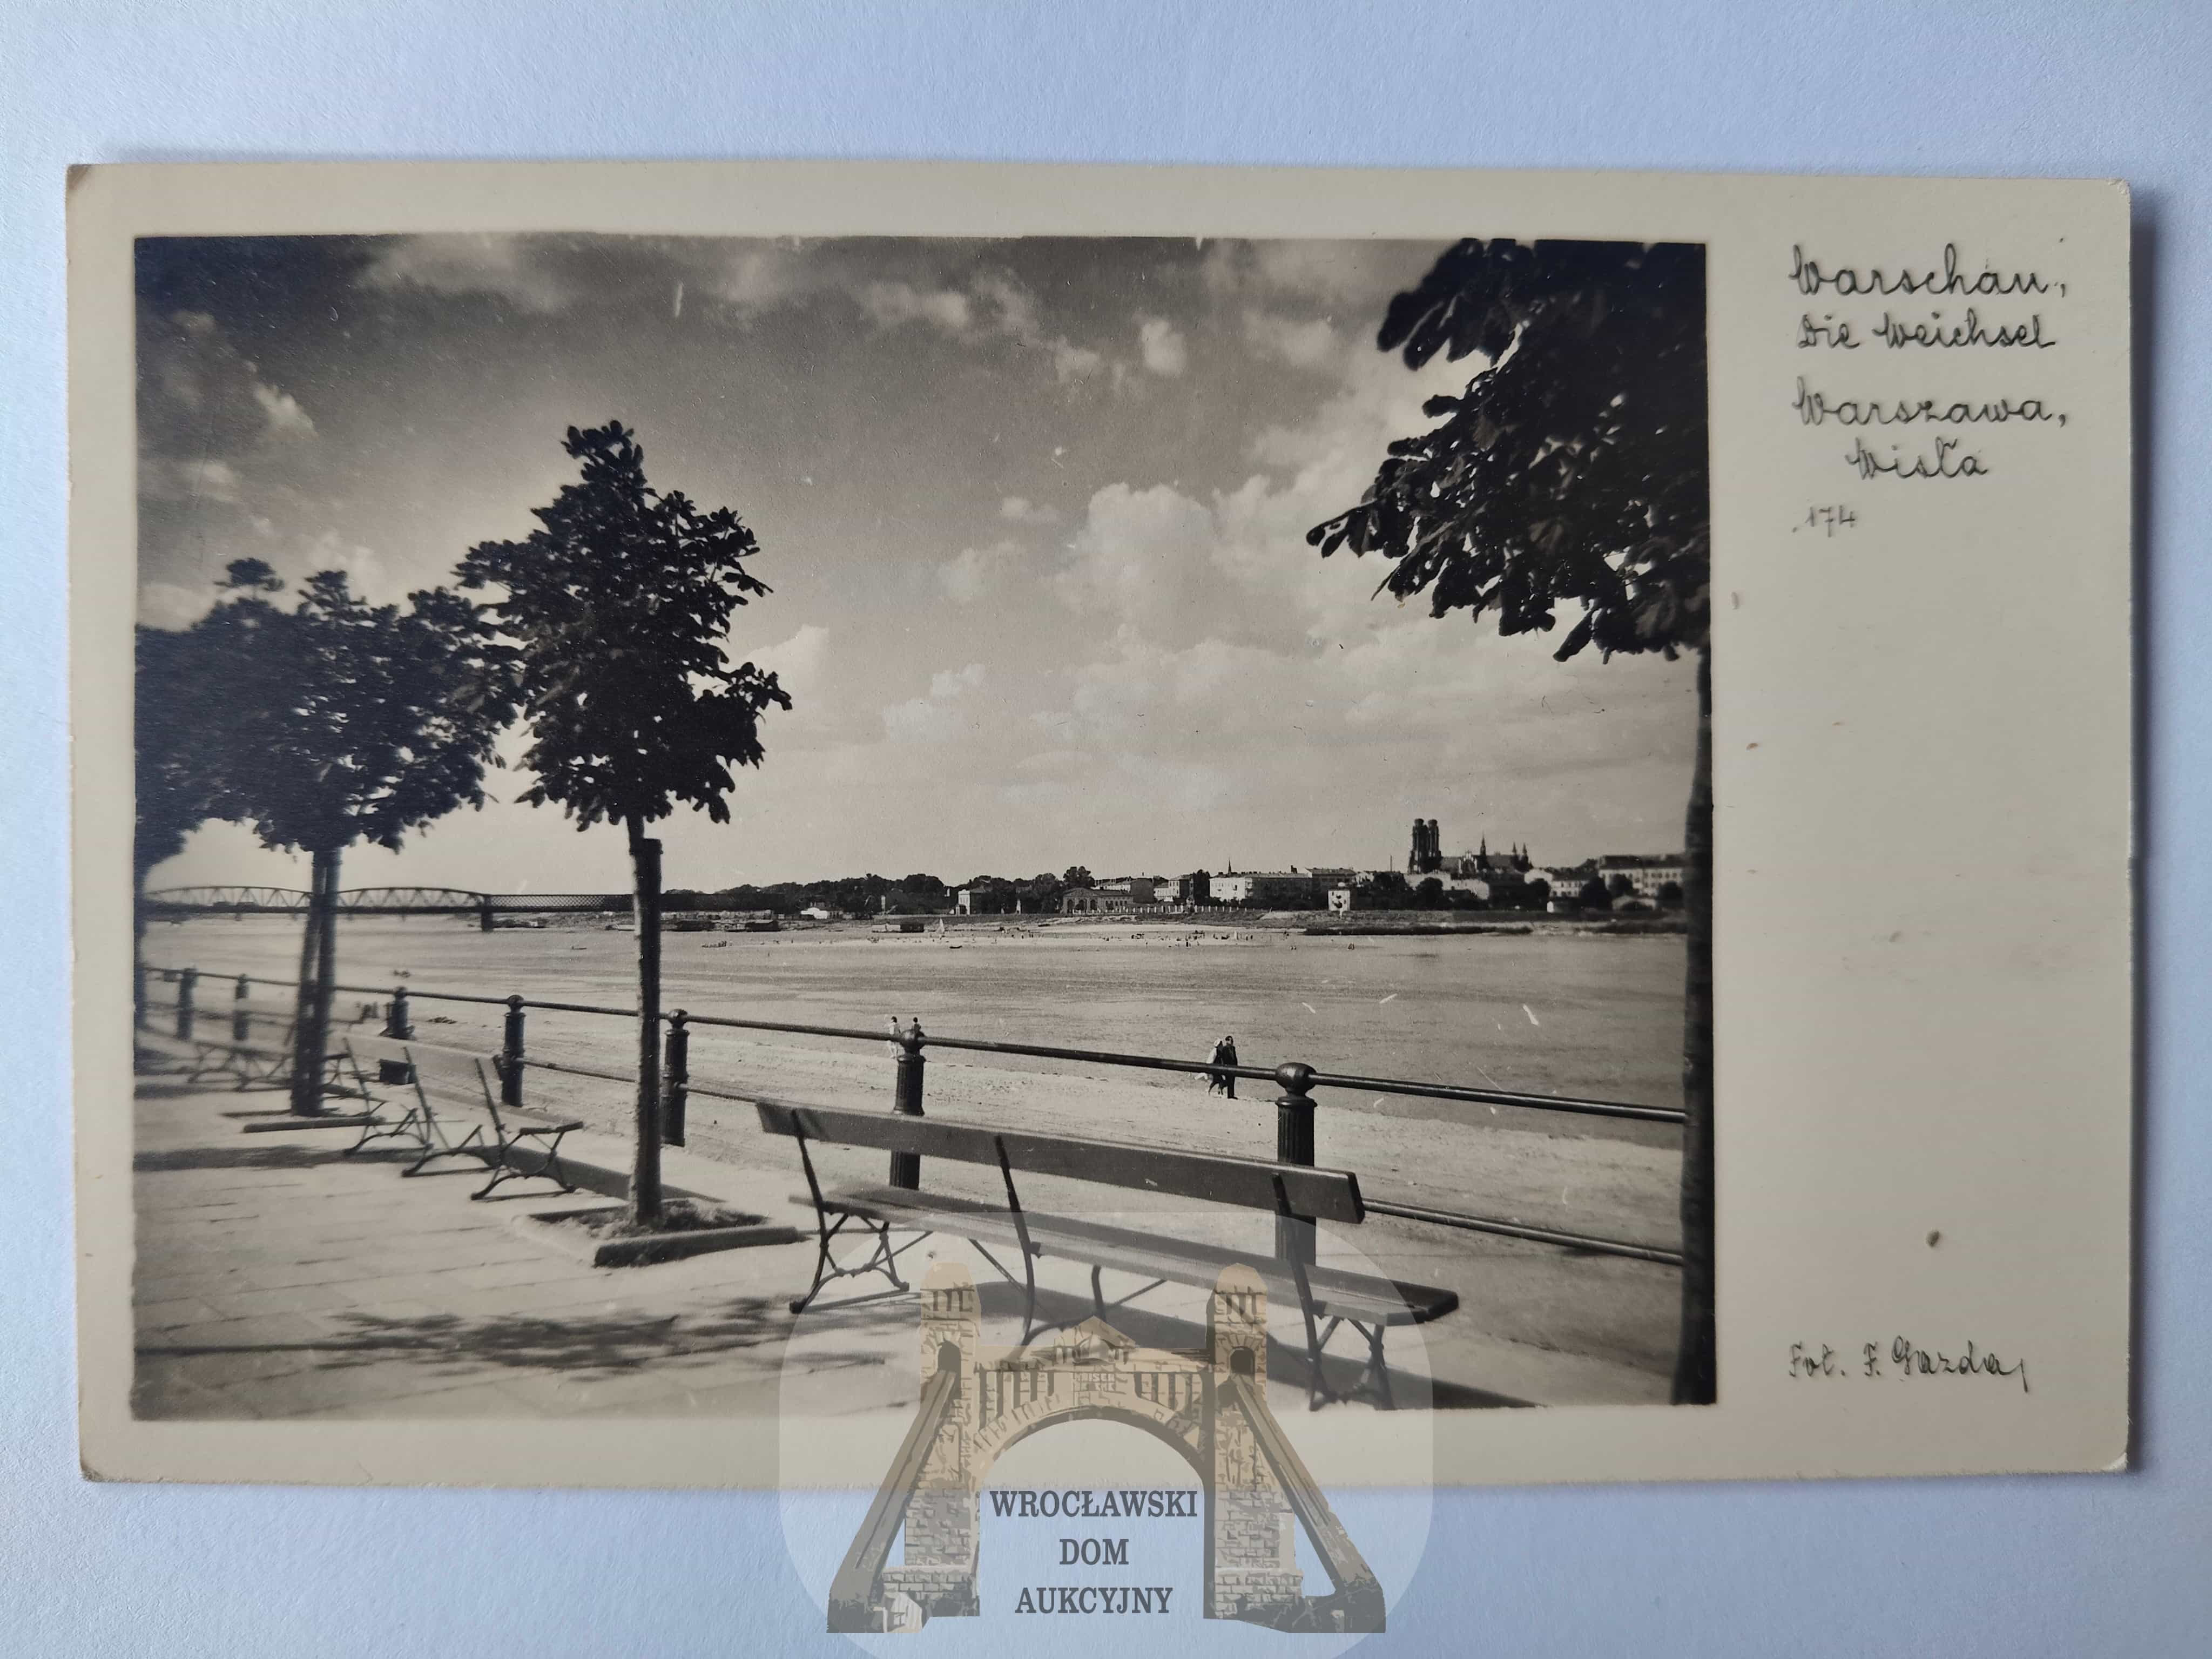 Warschau,
Die Weichsel
Warszawa,
Wisła
174
Fot. F. Gazda,
WROCŁAWSKI
DOM
AUKCYJNY